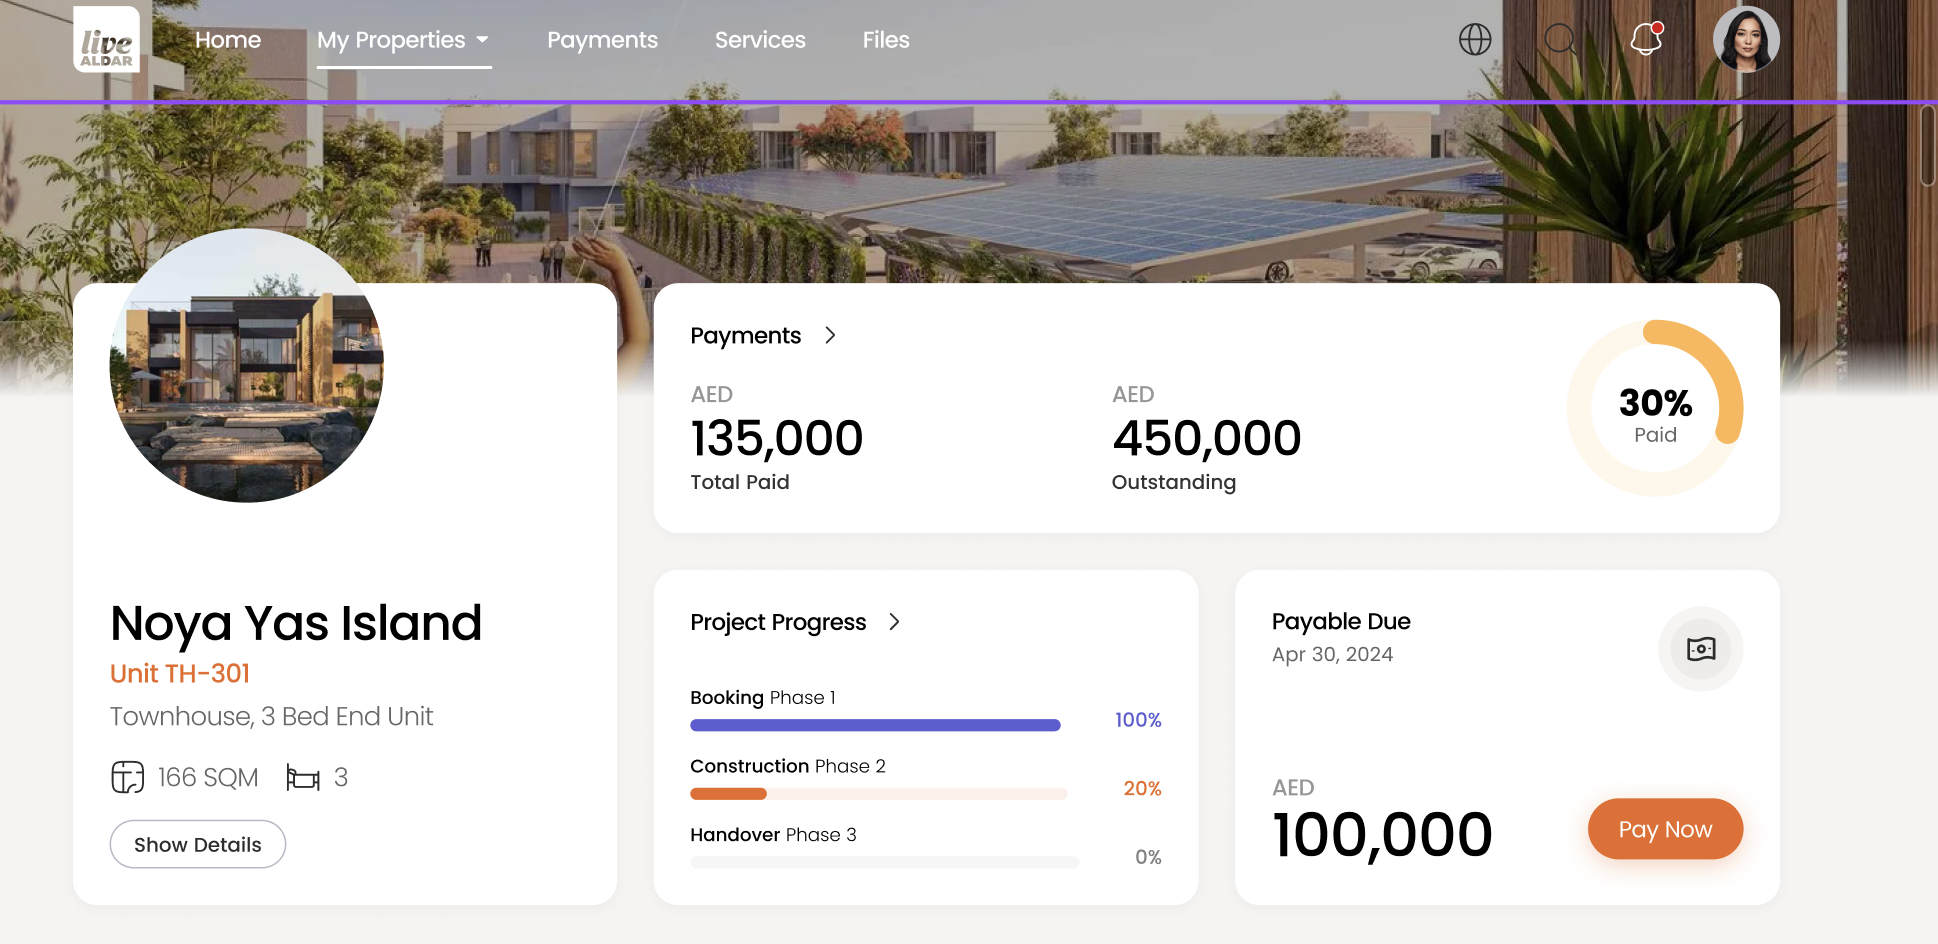 live
ALDAR
Home
My Properties
Payments
Services
Files
Noya Yas Island
Unit TH-301
Townhouse, 3 Bed End Unit
166 SQM
3
Show Details
Payments
AED
135,000
Total Paid
AED
450,000
Outstanding
30%
Paid
Project Progress
Booking Phase 1
100%
Construction Phase 2
20%
Handover Phase 3
0%
Payable Due
Apr 30, 2024
AED
100,000
Pay Now